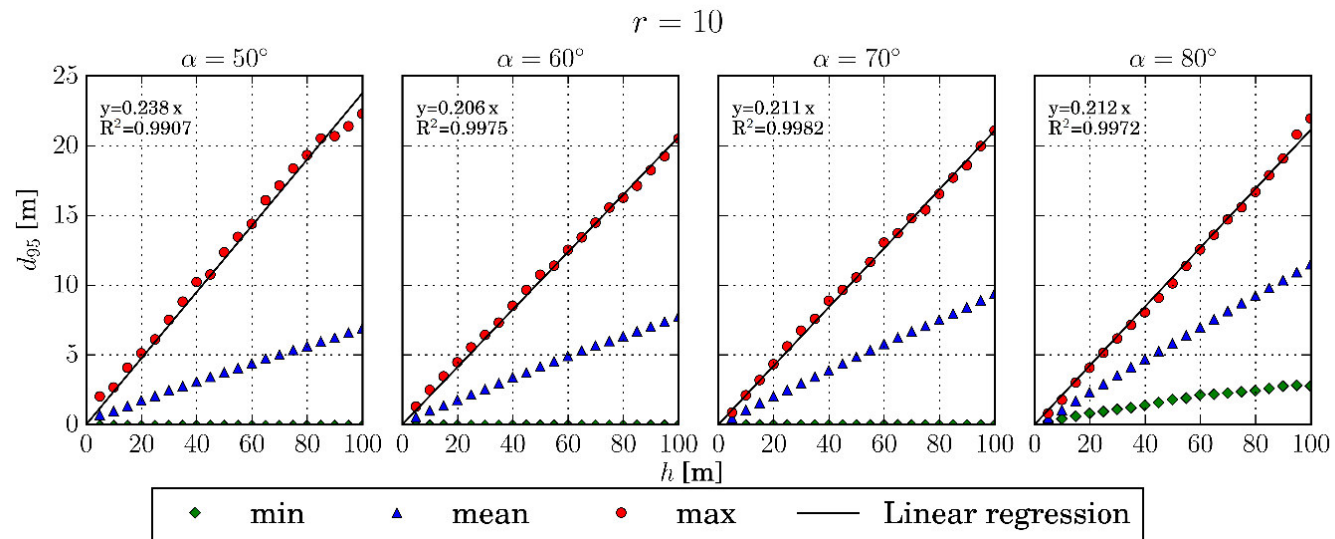 r = 10
α = 50°
α = 60°
α = 70°
α = 80°
y=0.238 x
R²=0.9907
y=0.206 x
R²=0.9975
y=0.211 x
R²=0.9982
y=0.212 x
R²=0.9972
25
20
15
10
5
0
d₉₅ [m]
0 20 40 60 80 100
0 20 40 60 80 100
0 20 40 60 80 100
0 20 40 60 80 100
h [m]
min mean max Linear regression